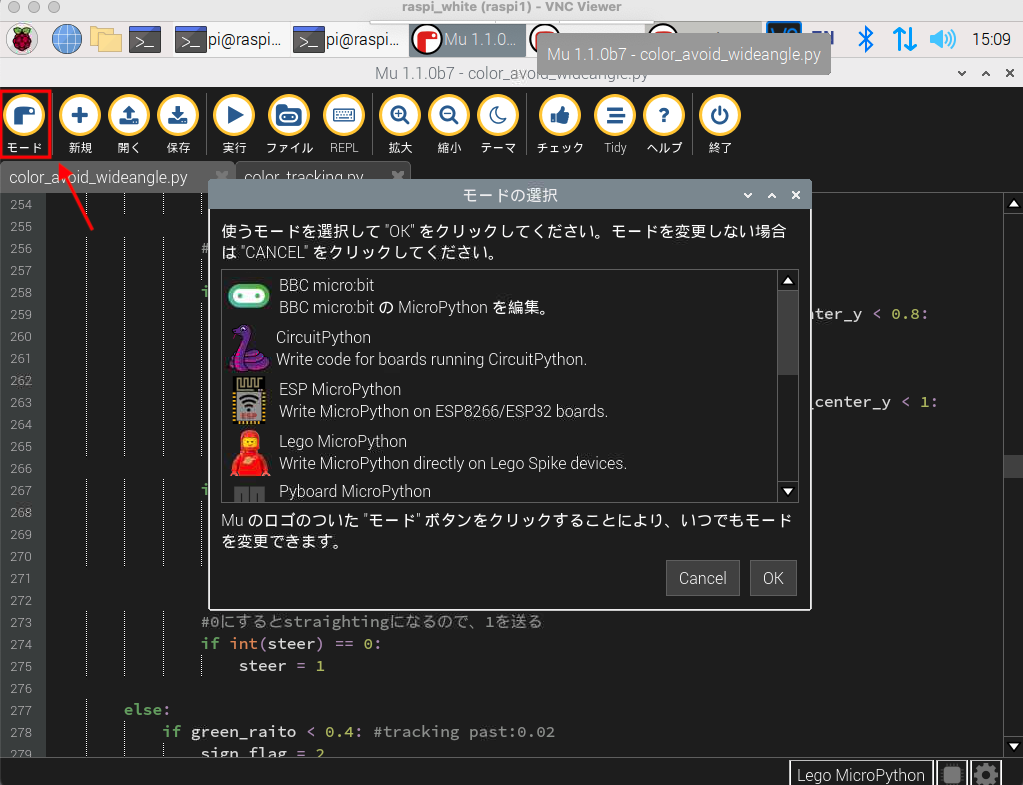 raspi_white (raspi1) - VNC Viewer
pi@raspi...
pi@raspi...
Mu 1.1.0...
15:09
Mu 1.1.0b7 - color_avoid_wideangle.py
Mu 1.1.0b7 - color_avoid_wideangle.py
モード
新規
開く
保存
実行
ファイル
REPL
拡大
縮小
テーマ
チェック
Tidy
ヘルプ
終了
color_avoid_wideangle.py
color_tracking.py
モードの選択
使うモードを選択して "OK" をクリックしてください。モードを変更しない場合
は "CANCEL" をクリックしてください。
BBC micro:bit
BBC micro:bit の MicroPython を編集。
CircuitPython
Write code for boards running CircuitPython.
ESP MicroPython
Write MicroPython on ESP8266/ESP32 boards.
Lego MicroPython
Write MicroPython directly on Lego Spike devices.
Pyboard MicroPython
Mu のロゴのついた "モード" ボタンをクリックすることにより、いつでもモード
を変更できます。
Cancel
OK
254
255
256 #
257
258 i
259 nter_y < 0.8:
260
261
262
263 _center_y < 1:
264
265
266
267 i
268
269
270
271
272
273 #0にするとstraightingになるので、1を送る
274 if int(steer) == 0:
275 steer = 1
276
277 else:
278 if green_raito < 0.4: #tracking past:0.02
279 sign_flag = 2
Lego MicroPython